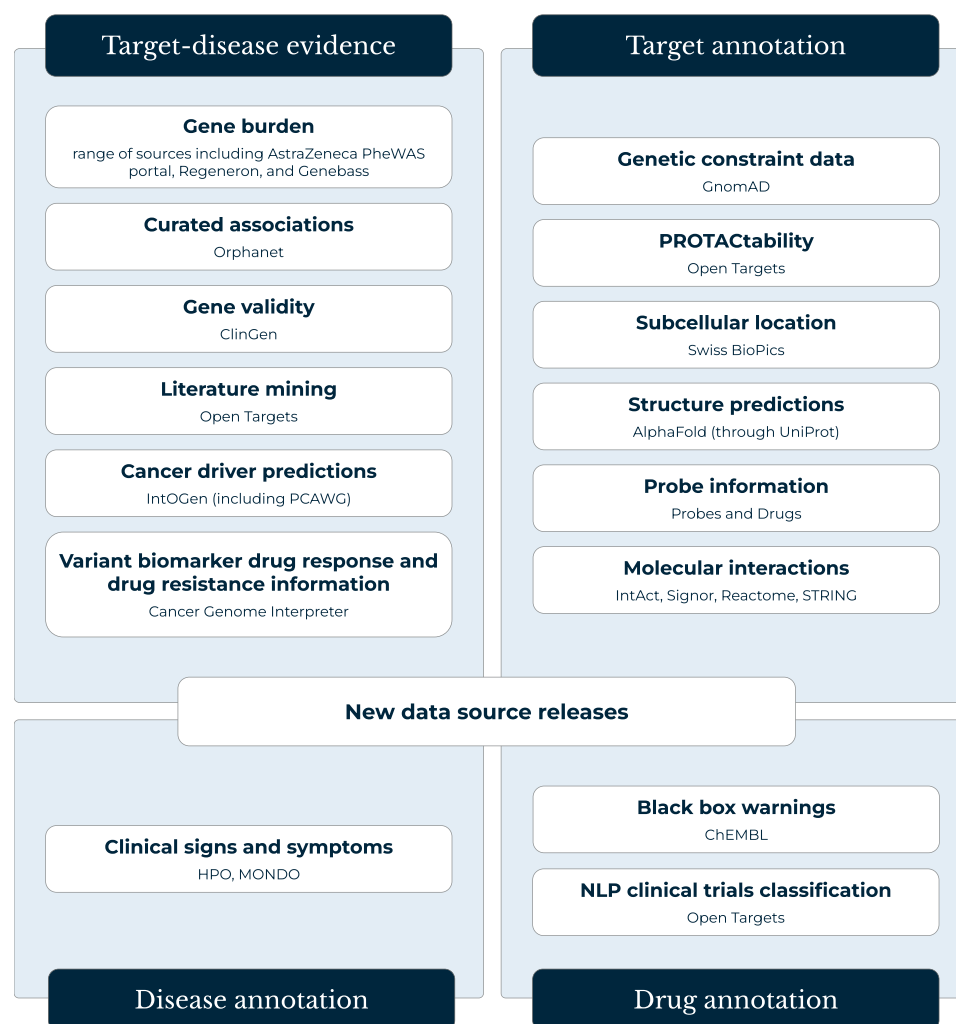 Target-disease evidence
Gene burden
range of sources including AstraZeneca PheWAS
portal, Regeneron, and Genebass
Curated associations
Orphanet
Gene validity
ClinGen
Literature mining
Open Targets
Cancer driver predictions
IntOGen (including PCAWG)
Variant biomarker drug response and
drug resistance information
Cancer Genome Interpreter
Target annotation
Genetic constraint data
GnomAD
PROTACtability
Open Targets
Subcellular location
Swiss BioPics
Structure predictions
AlphaFold (through UniProt)
Probe information
Probes and Drugs
Molecular interactions
IntAct, Signor, Reactome, STRING
New data source releases
Clinical signs and symptoms
HPO, MONDO
Disease annotation
Black box warnings
ChEMBL
NLP clinical trials classification
Open Targets
Drug annotation